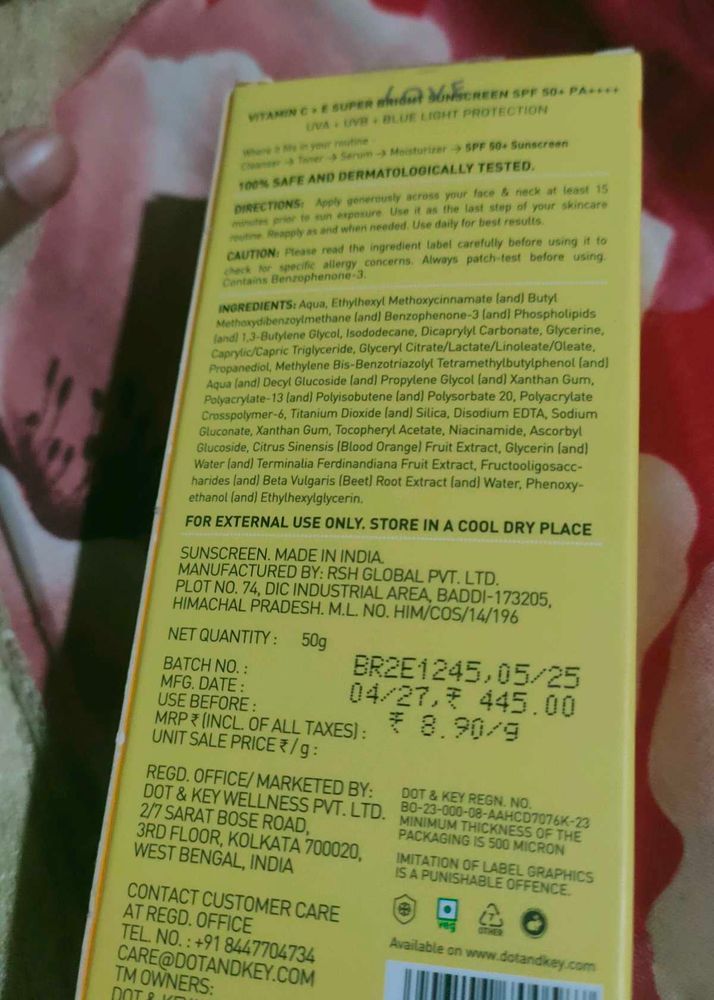 LOVE
VITAMIN C + E SUPER BRIGHT SUNSCREEN SPF 50+ PA++++
UVA + UVB + BLUE LIGHT PROTECTION
Where it fits in your routine
Cleanser → Toner → Serum → Moisturizer → SPF 50+ Sunscreen
100% SAFE AND DERMATOLOGICALLY TESTED.
DIRECTIONS: Apply generously across your face & neck at least 15
minutes prior to sun exposure. Use it as the last step of your skincare
routine. Reapply as and when needed. Use daily for best results.
CAUTION: Please read the ingredient label carefully before using it to
check for specific allergy concerns. Always patch-test before using.
Contains Benzophenone-3.
INGREDIENTS: Aqua, Ethylhexyl Methoxycinnamate (and) Butyl
Methoxydibenzoylmethane (and) Benzophenone-3 (and) Phospholipids
(and) 1,3-Butylene Glycol, Isododecane, Dicaprylyl Carbonate, Glycerine,
Caprylic/Capric Triglyceride, Glyceryl Citrate/Lactate/Linoleate/Oleate,
Propanediol, Methylene Bis-Benzotriazolyl Tetramethylbutylphenol (and)
Aqua (and) Decyl Glucoside (and) Propylene Glycol (and) Xanthan Gum,
Polyacrylate-13 (and) Polyisobutene (and) Polysorbate 20, Polyacrylate
Crosspolymer-6, Titanium Dioxide (and) Silica, Disodium EDTA, Sodium
Gluconate, Xanthan Gum, Tocopheryl Acetate, Niacinamide, Ascorbyl
Glucoside, Citrus Sinensis (Blood Orange) Fruit Extract, Glycerin (and)
Water (and) Terminalia Ferdinandiana Fruit Extract, Fructooligosacc-
harides (and) Beta Vulgaris (Beet) Root Extract (and) Water, Phenoxy-
ethanol (and) Ethylhexylglycerin.
FOR EXTERNAL USE ONLY. STORE IN A COOL DRY PLACE
SUNSCREEN. MADE IN INDIA.
MANUFACTURED BY: RSH GLOBAL PVT. LTD.
PLOT NO. 74, DIC INDUSTRIAL AREA, BADDI-173205,
HIMACHAL PRADESH. M.L. NO. HIM/COS/14/196
NET QUANTITY : 50g
BATCH NO. : BR2E1245,05/25
MFG. DATE : 04/27,₹ 445.00
USE BEFORE : ₹ 8.90/g
MRP ₹ (INCL. OF ALL TAXES) :
UNIT SALE PRICE ₹/g :
REGD. OFFICE/ MARKETED BY:
DOT & KEY WELLNESS PVT. LTD.
2/7 SARAT BOSE ROAD,
3RD FLOOR, KOLKATA 700020,
WEST BENGAL, INDIA
DOT & KEY REGN. NO.
BO-23-000-08-AAHCD7076K-23
MINIMUM THICKNESS OF THE
PACKAGING IS 500 MICRON
IMITATION OF LABEL GRAPHICS
IS A PUNISHABLE OFFENCE.
veg
7
OTHER
Available on www.dotandkey.com
CONTACT CUSTOMER CARE
AT REGD. OFFICE
TEL. NO. : +91 8447704734
CARE@DOTANDKEY.COM
TM OWNERS:
DOT &